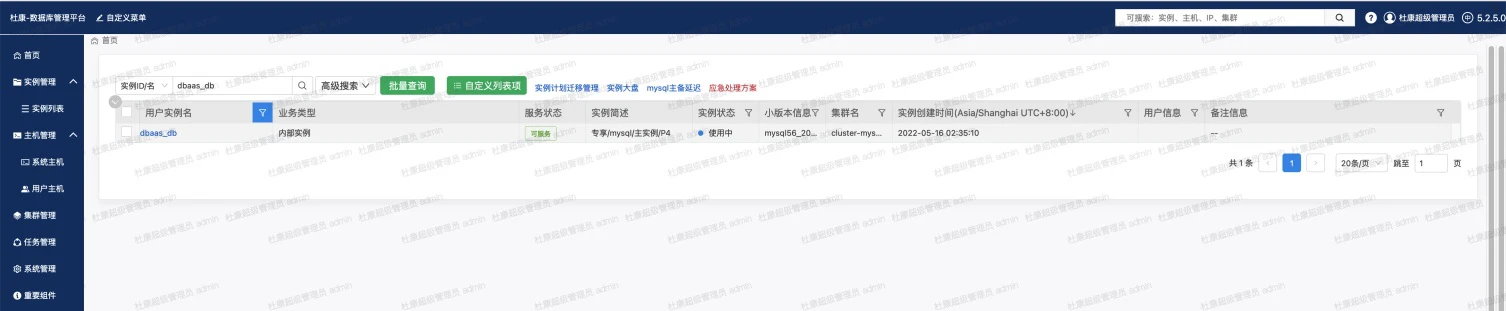 杜康-数据库管理平台 自定义菜单 可搜索：实例、主机、IP、集群 杜康超级管理员 中 5.2.5.0
首页
首页
实例管理
实例列表
主机管理
系统主机
用户主机
集群管理
任务管理
系统管理
重要组件
实例ID/名 dbaas_db 高级搜索 批量查询 自定义列表项 实例计划迁移管理 实例大盘 mysql主备延迟 应急处理方案
用户实例名 业务类型 服务状态 实例简述 实例状态 小版本信息 集群名 实例创建时间(Asia/Shanghai UTC+8:00)↓ 用户信息 备注信息
dbaas_db 内部实例 可服务 专享/mysql/主实例/P4 使用中 mysql56_20... cluster-mys... 2022-05-16 02:35:10 --
共 1 条 1 20条/页 跳至 1 页
杜康超级管理员 admin